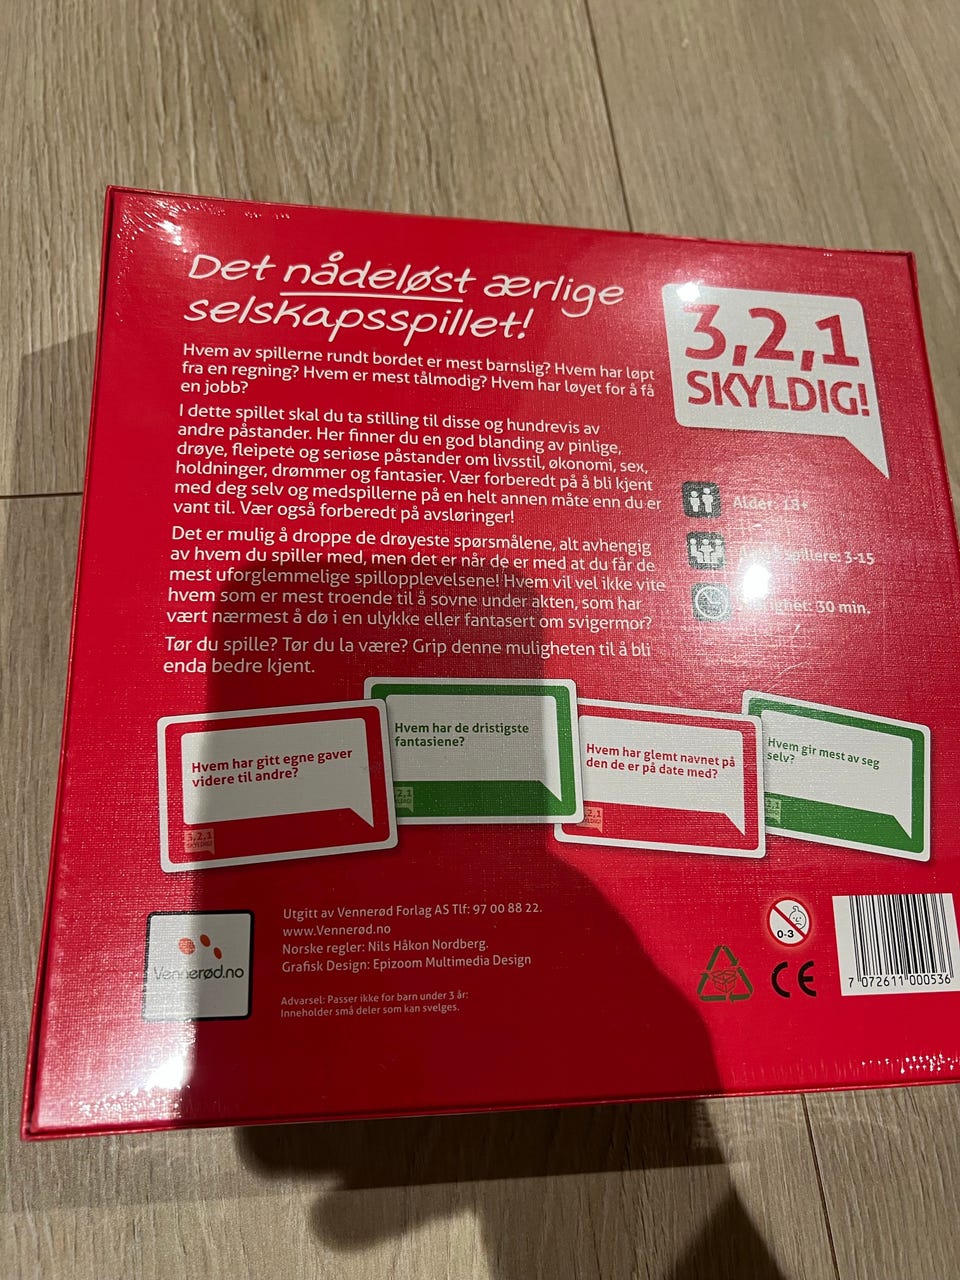 Det nådeløst ærlige
selskapsspillet!
3,2,1
SKYLDIG!
Hvem av spillerne rundt bordet er mest barnslig? Hvem har løpt
fra en regning? Hvem er mest tålmodig? Hvem har løyet for å få
en jobb?
I dette spillet skal du ta stilling til disse og hundrevis av
andre påstander. Her finner du en god blanding av pinlige,
drøye, fleipete og seriøse påstander om livsstil, økonomi, sex,
holdninger, drømmer og fantasier. Vær forberedt på å bli kjent
med deg selv og medspillerne på en helt annen måte enn du er
vant til. Vær også forberedt på avsløringer!
Det er mulig å droppe de drøyeste spørsmålene, alt avhengig
av hvem du spiller med, men det er når de er med at du får de
mest uforglemmelige spillopplevelsene! Hvem vil vel ikke vite
hvem som er mest troende til å sovne under akten, som har
vært nærmest å dø i en ulykke eller fantasert om svigermor?
Tør du spille? Tør du la være? Grip denne muligheten til å bli
enda bedre kjent.
Alder: 18+
spillere: 3-15
30 min.
Hvem har gitt egne gaver
videre til andre?
3,2,1
SKYLDIG!
Hvem har de dristigste
fantasiene?
Hvem har glemt navnet på
den de er på date med?
Hvem gir mest av seg
selv?
Vennerød.no
Utgitt av Vennerød Forlag AS Tlf: 97 00 88 22.
www.Vennerød.no
Norske regler: Nils Håkon Nordberg.
Grafisk Design: Epizoom Multimedia Design
Advarsel: Passer ikke for barn under 3 år:
Inneholder små deler som kan svelges.
0-3
CE
7 072611 000536